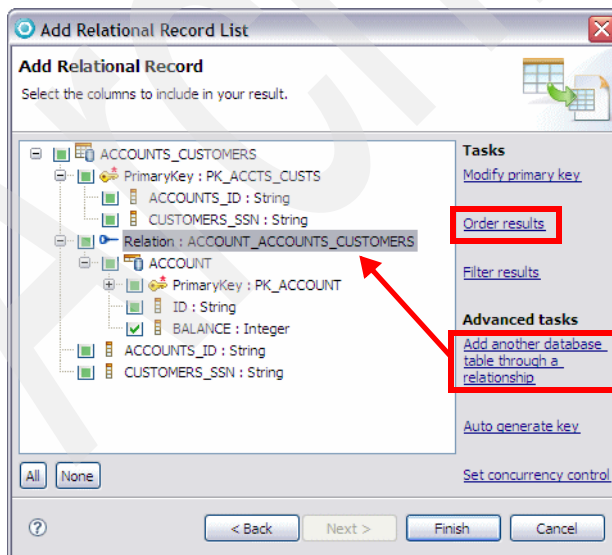 Add Relational Record List
Add Relational Record
Select the columns to include in your result.
ACCOUNTS_CUSTOMERS
PrimaryKey : PK_ACCTS_CUSTS
ACCOUNTS_ID : String
CUSTOMERS_SSN : String
Relation : ACCOUNT_ACCOUNTS_CUSTOMERS
ACCOUNT
PrimaryKey : PK_ACCOUNT
ID : String
BALANCE : Integer
ACCOUNTS_ID : String
CUSTOMERS_SSN : String
Tasks
Modify primary key
Order results
Filter results
Advanced tasks
Add another database
table through a
relationship
Auto generate key
Set concurrency control
All
None
?
< Back
Next >
Finish
Cancel